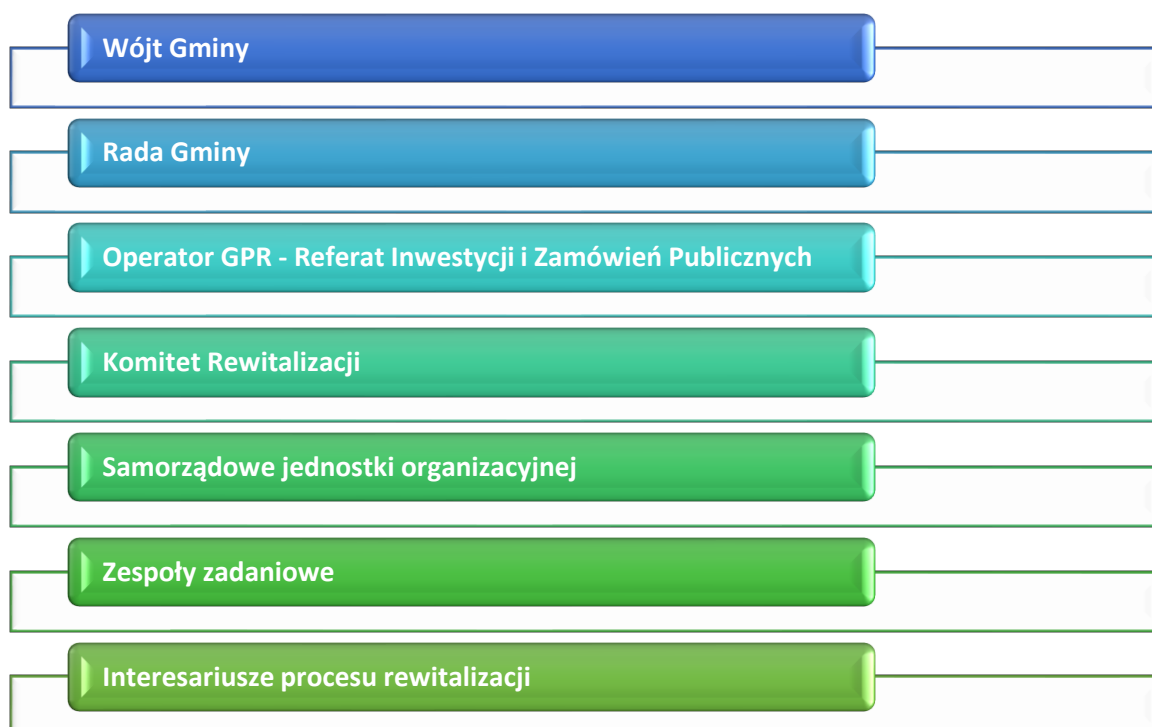 Wójt Gminy
Rada Gminy
Operator GPR - Referat Inwestycji i Zamówień Publicznych
Komitet Rewitalizacji
Samorządowe jednostki organizacyjnej
Zespoły zadaniowe
Interesariusze procesu rewitalizacji